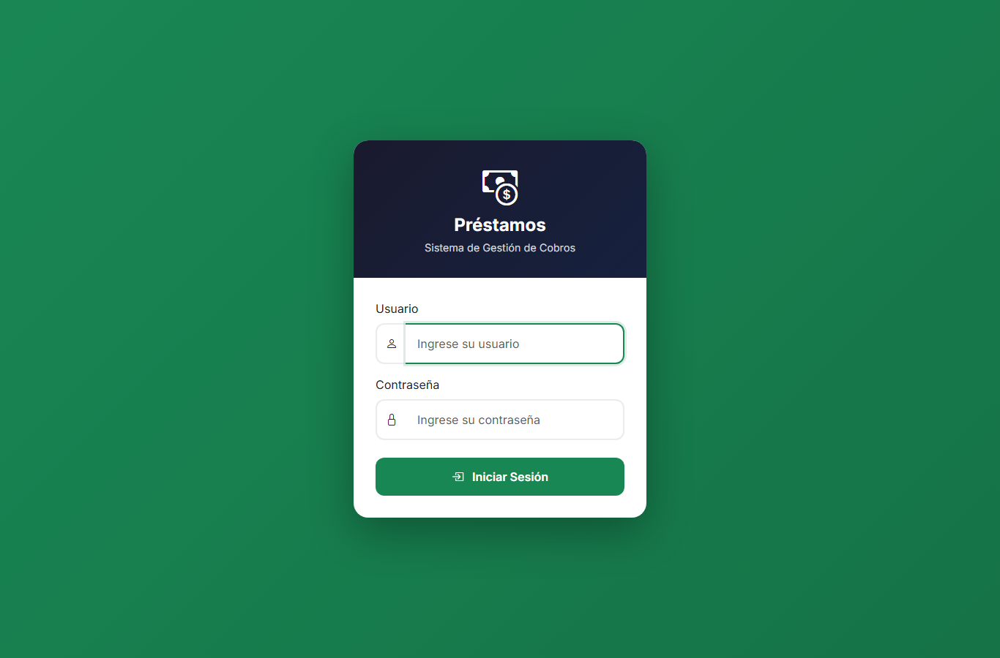 $
Préstamos
Sistema de Gestión de Cobros
Usuario
Ingrese su usuario
Contraseña
Ingrese su contraseña
Iniciar Sesión